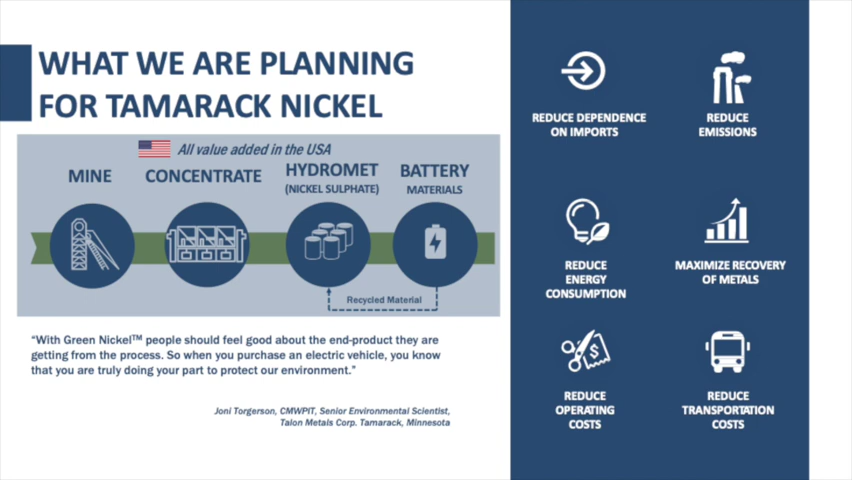 WHAT WE ARE PLANNING
FOR TAMARACK NICKEL
All value added in the USA
MINE
CONCENTRATE
HYDROMET
(NICKEL SULPHATE)
BATTERY
MATERIALS
Recycled Material
“With Green Nickel™ people should feel good about the end-product they are
getting from the process. So when you purchase an electric vehicle, you know
that you are truly doing your part to protect our environment.”
Joni Torgerson, CMWPIT, Senior Environmental Scientist,
Talon Metals Corp. Tamarack, Minnesota
REDUCE DEPENDENCE
ON IMPORTS
REDUCE
EMISSIONS
REDUCE
ENERGY
CONSUMPTION
MAXIMIZE RECOVERY
OF METALS
$
REDUCE
OPERATING
COSTS
REDUCE
TRANSPORTATION
COSTS